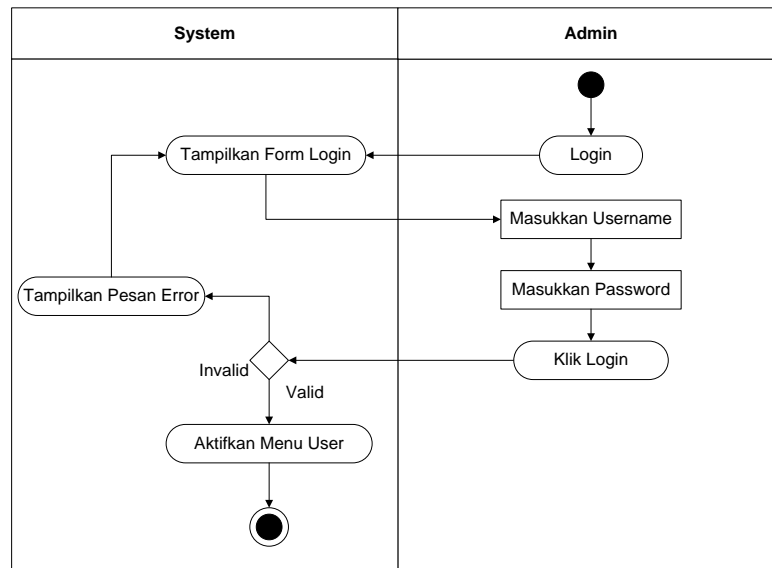 System
Admin
Tampilkan Form Login
Login
Masukkan Username
Tampilkan Pesan Error
Masukkan Password
Invalid
Klik Login
Valid
Aktifkan Menu User